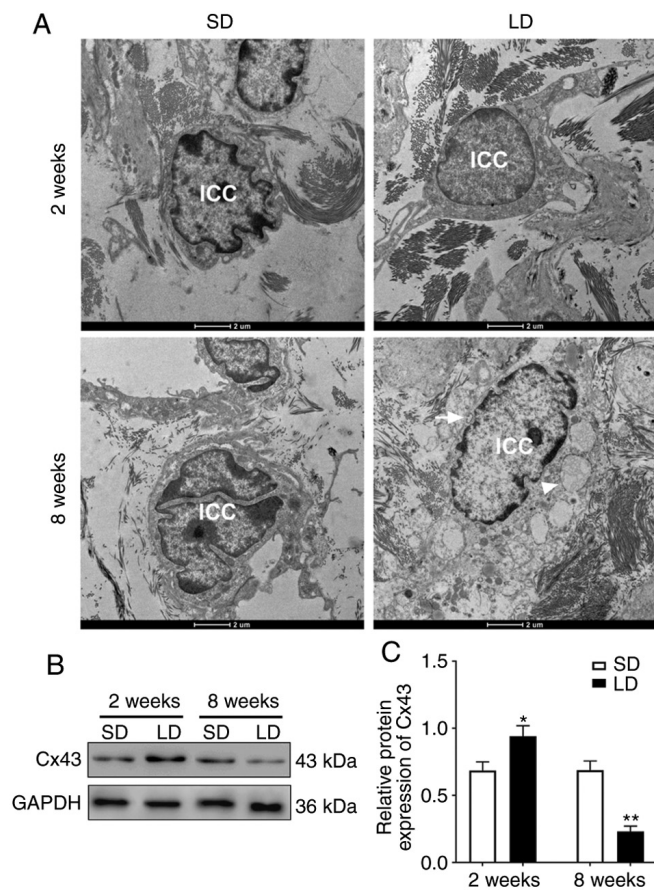 A
SD
LD
2 weeks
ICC
ICC
2 um
2 um
8 weeks
ICC
ICC
2 um
2 um
B
2 weeks
8 weeks
SD
LD
SD
LD
Cx43
43 kDa
GAPDH
36 kDa
C
Relative protein
expression of Cx43
1.5
1.0
0.5
0.0
SD
LD
*
**
2 weeks
8 weeks